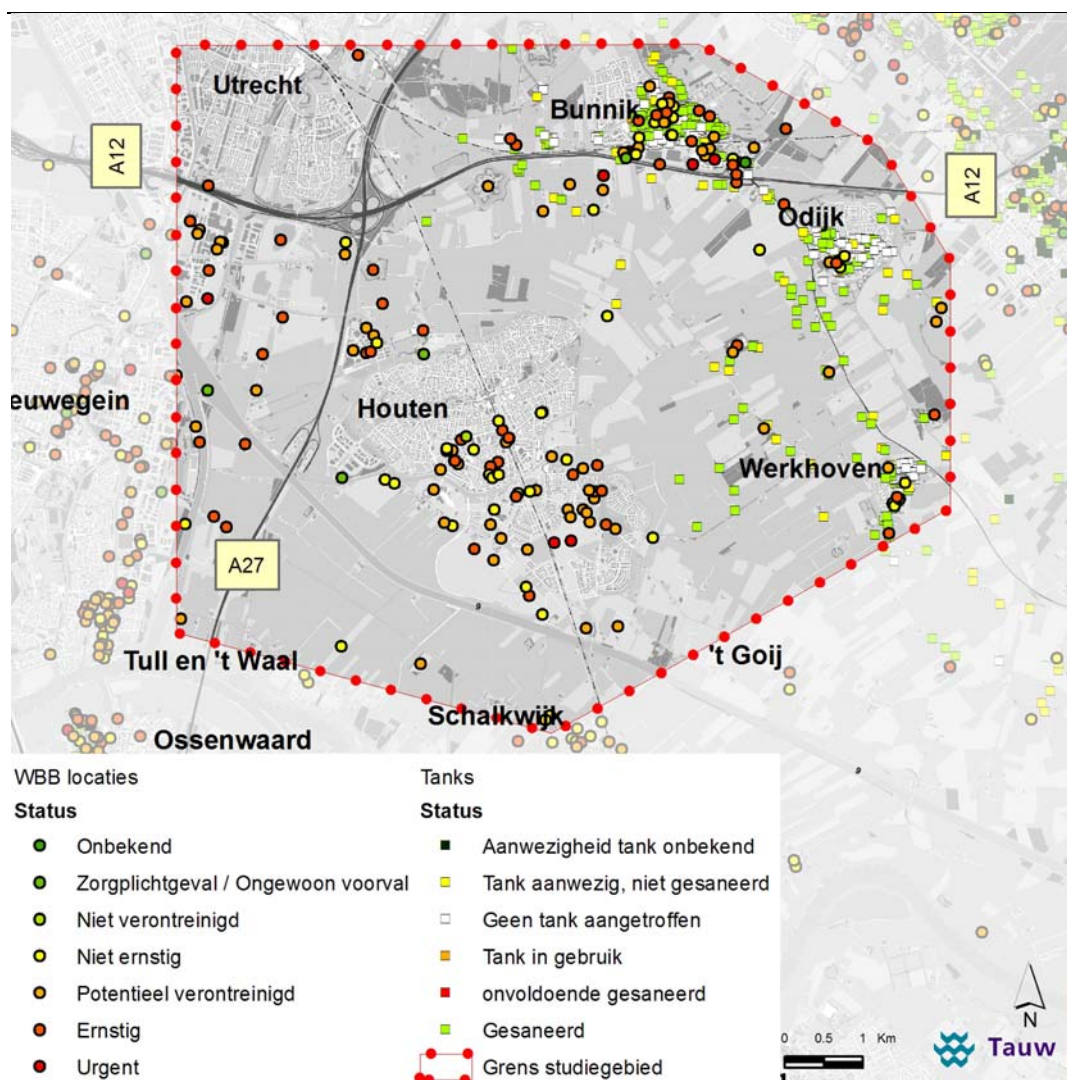 Utrecht
Bunnik
A12
A12
Odijk
euwegein
Houten
Werkhoven
A27
9
Tull en 't Waal
't Goij
Schalkwijk
Ossenwaard
9
WBB locaties
Status
Onbekend
Zorgplichtgeval / Ongewoon voorval
Niet verontreinigd
Niet ernstig
Potentieel verontreinigd
Ernstig
Urgent
Tanks
Status
Aanwezigheid tank onbekend
Tank aanwezig, niet gesaneerd
Geen tank aangetroffen
Tank in gebruik
onvoldoende gesaneerd
Gesaneerd
Grens studiegebied
0 0.5 1 Km
N
Tauw